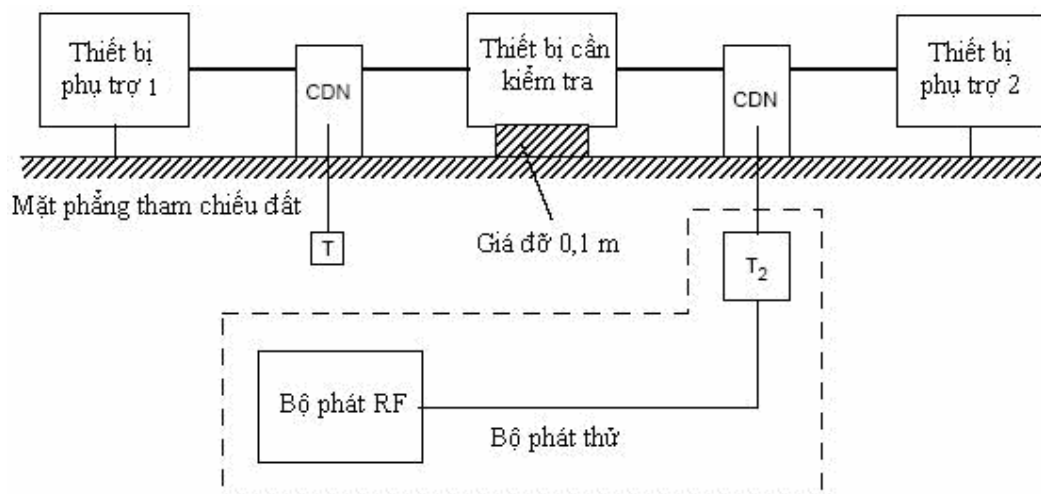 Thiết bị
phụ trợ 1
CDN
Thiết bị cần
kiểm tra
CDN
Thiết bị
phụ trợ 2
Mặt phẳng tham chiếu đất
T
Giá đỡ 0,1 m
T2
Bộ phát RF
Bộ phát thử